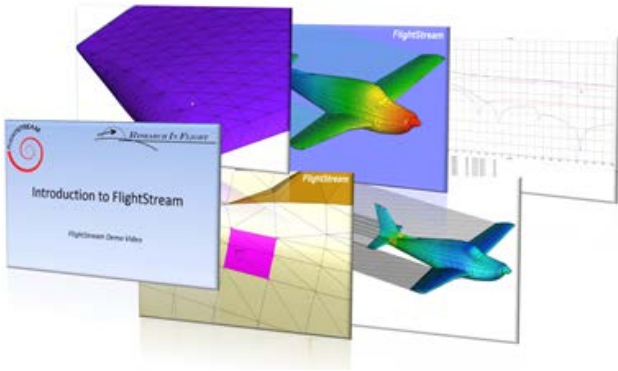 FlightStream
RESEARCH IN FLIGHT
Introduction to FlightStream
FlightStream Demo Video
FlightStream